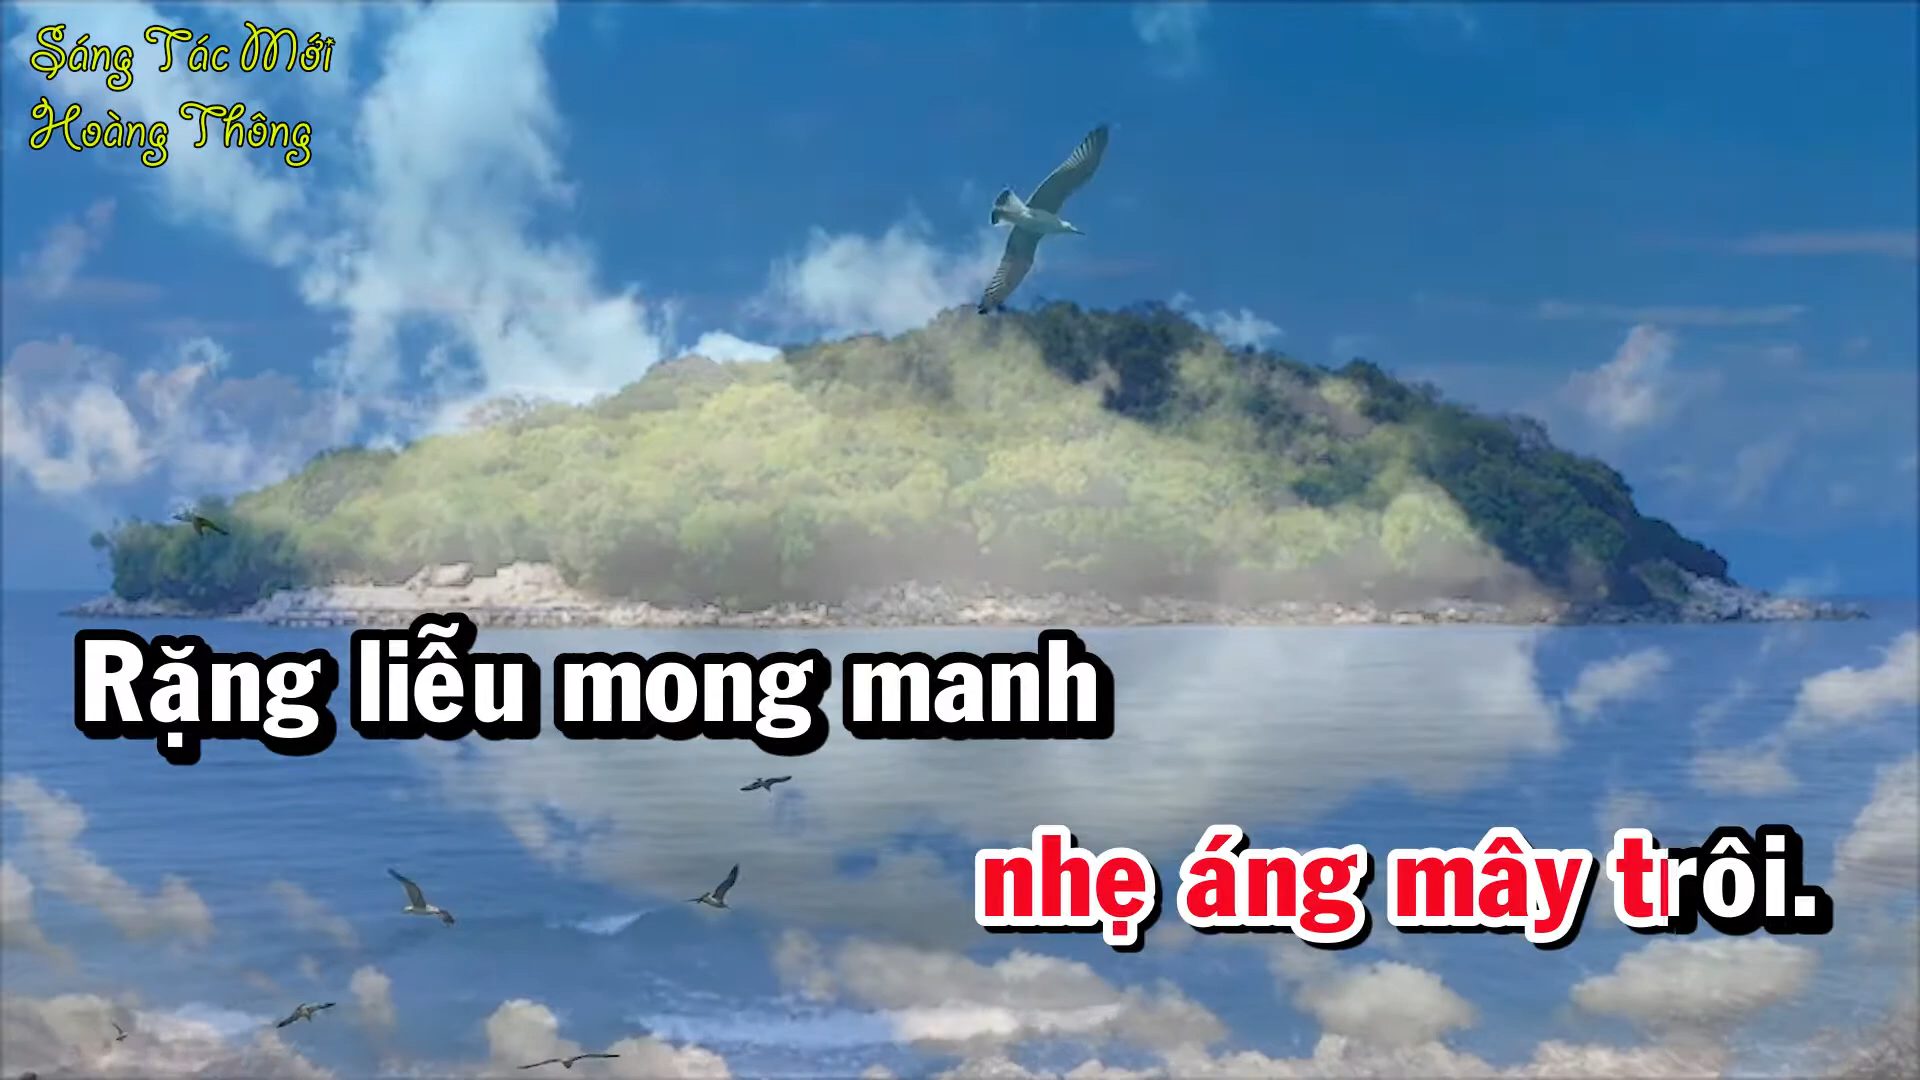 Sáng Tác Mới
Hoàng Thông
Rặng liễu mong manh
nhẹ áng mây trôi.